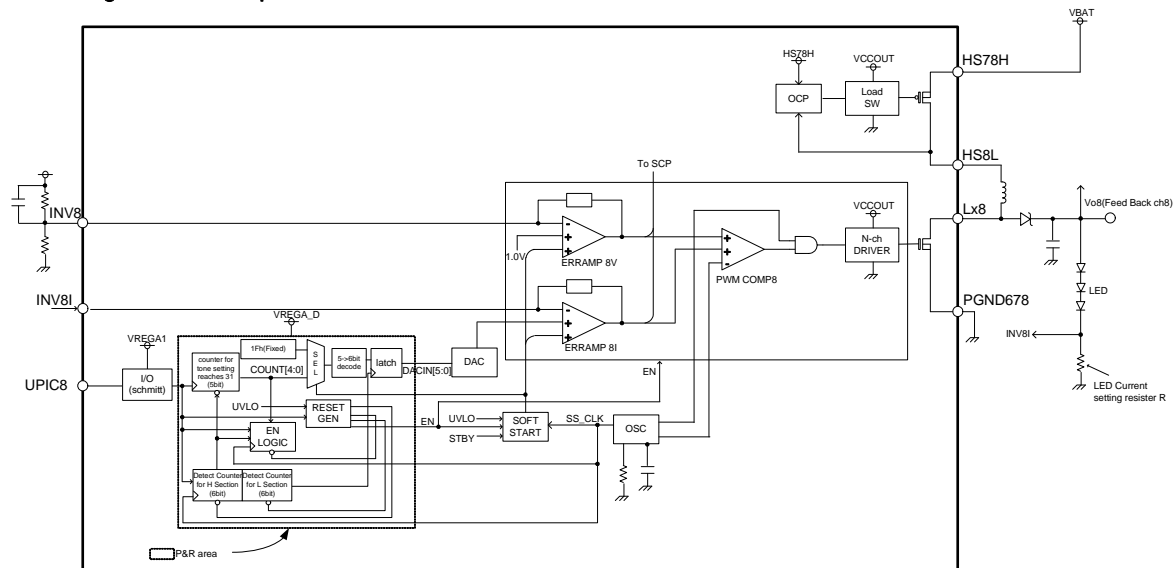 VBAT
HS78H
HS78H
VCCOUT
OCP
Load
SW
HS8L
To SCP
INV8
Lx8
Vo8(Feed Back ch8)
VCCOUT
1.0V
ERRAMP 8V
PWM COMP8
N-ch
DRIVER
INV8I
PGND678
LED
VREGA_D
VREGA1
ERRAMP 8I
INV8I
1Fh(Fixed)
S
E
L
5->6bit
decode
latch
DACIN[5:0]
DAC
UPIC8
I/O
(schmitt)
counter for
tone setting
reaches 31
(5bit)
COUNT[4:0]
EN
LED Current
setting resister R
UVLO
RESET
GEN
EN
UVLO
STBY
SOFT
START
SS_CLK
OSC
EN
LOGIC
Detect Counter
for H Section
(6bit)
Detect Counter
for L Section
(6bit)
P&R area